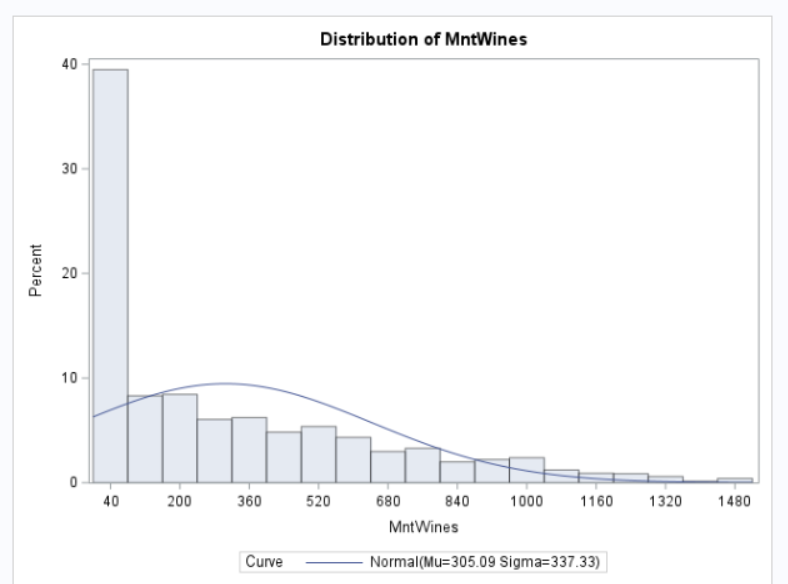 Distribution of MntWines
40
30
20
10
0
Percent
40 200 360 520 680 840 1000 1160 1320 1480
MntWines
Curve Normal(Mu=305.09 Sigma=337.33)